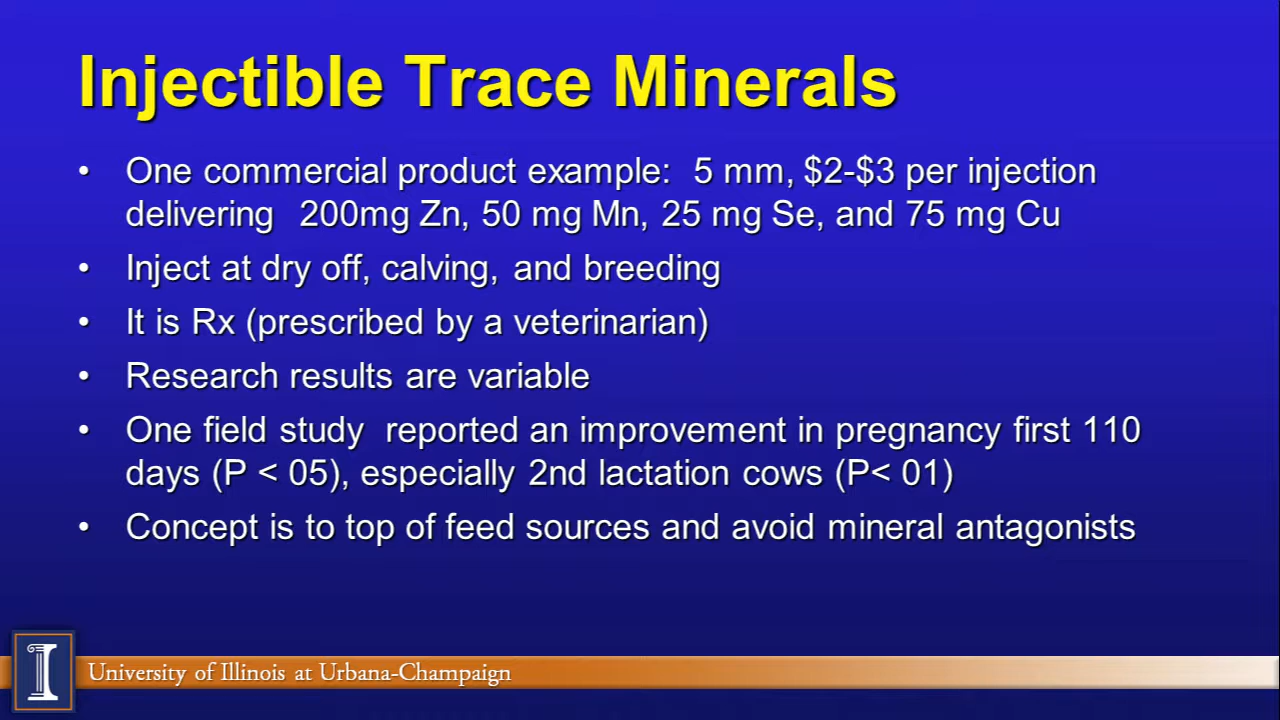 Injectible Trace Minerals
• One commercial product example:  5 mm, $2-$3 per injection
delivering  200mg Zn, 50 mg Mn, 25 mg Se, and 75 mg Cu
• Inject at dry off, calving, and breeding
• It is Rx (prescribed by a veterinarian)
• Research results are variable
• One field study  reported an improvement in pregnancy first 110
days (P < 05), especially 2nd lactation cows (P< 01)
• Concept is to top of feed sources and avoid mineral antagonists
I
University of Illinois at Urbana-Champaign